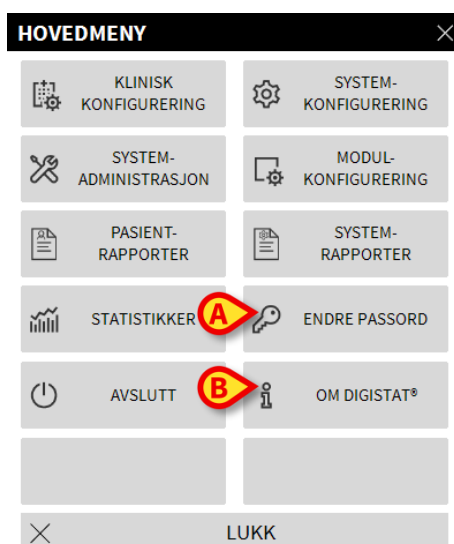 HOVEDMENY
KLINISK
KONFIGURERING
SYSTEM-
KONFIGURERING
SYSTEM-
ADMINISTRASJON
MODUL-
KONFIGURERING
PASIENT-
RAPPORTER
SYSTEM-
RAPPORTER
STATISTIKKER
A
ENDRE PASSORD
AVSLUTT
B
OM DIGISTAT®
LUKK